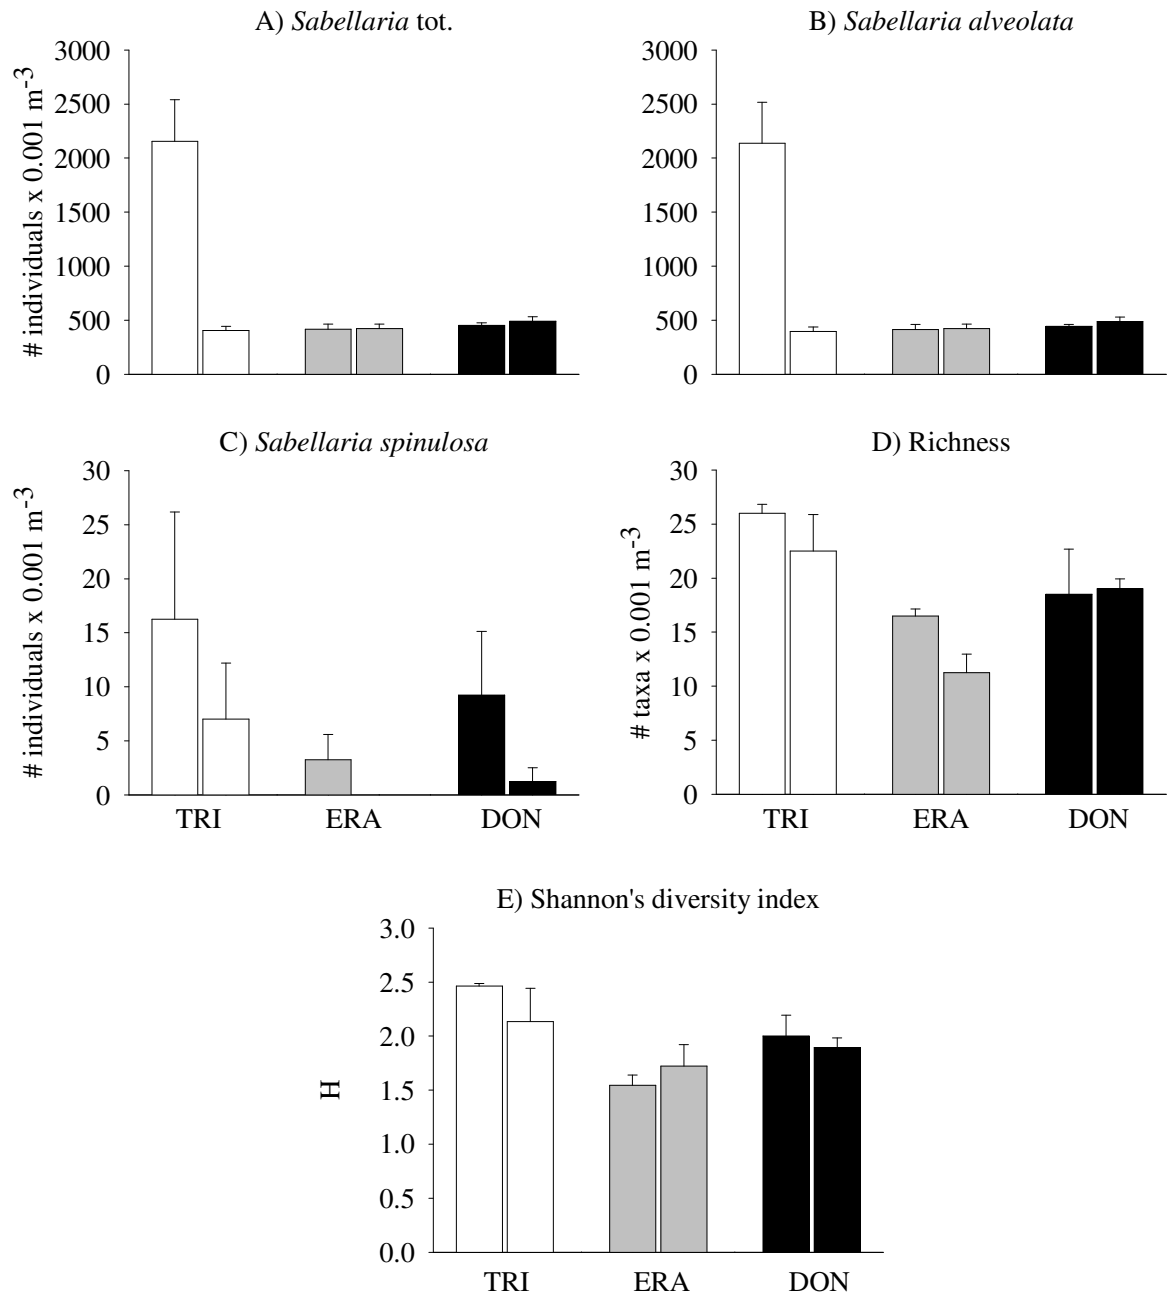 A) Sabellaria tot.
# individuals x 0.001 m-3
3000
2500
2000
1500
1000
500
0
B) Sabellaria alveolata
3000
2500
2000
1500
1000
500
0
C) Sabellaria spinulosa
# individuals x 0.001 m-3
30
25
20
15
10
5
0
TRI ERA DON
D) Richness
# taxa x 0.001 m-3
30
25
20
15
10
5
0
TRI ERA DON
E) Shannon's diversity index
H
3.0
2.5
2.0
1.5
1.0
0.5
0.0
TRI ERA DON